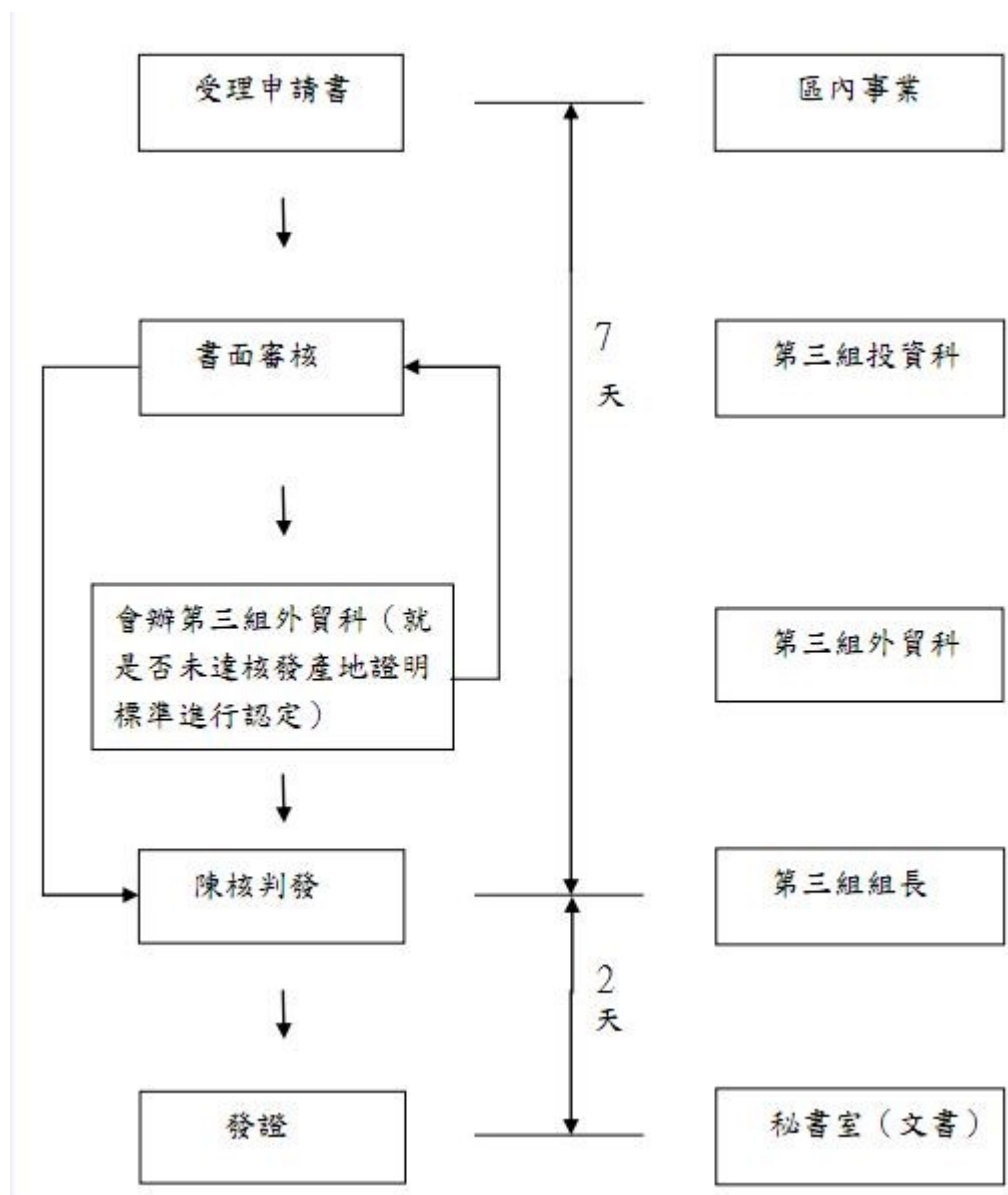 受理申請書
區內事業
書面審核
7
天
第三組投資科
會辦第三組外貿科（就
是否未達核發產地證明
標準進行認定）
第三組外貿科
陳核判發
第三組組長
2
天
發證
秘書室（文書）